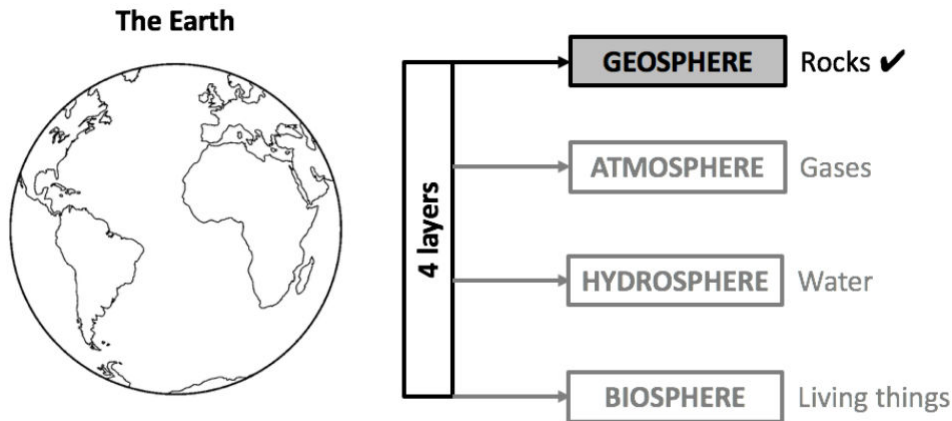 The Earth
4 layers
GEOSPHERE Rocks ✔
ATMOSPHERE Gases
HYDROSPHERE Water
BIOSPHERE Living things